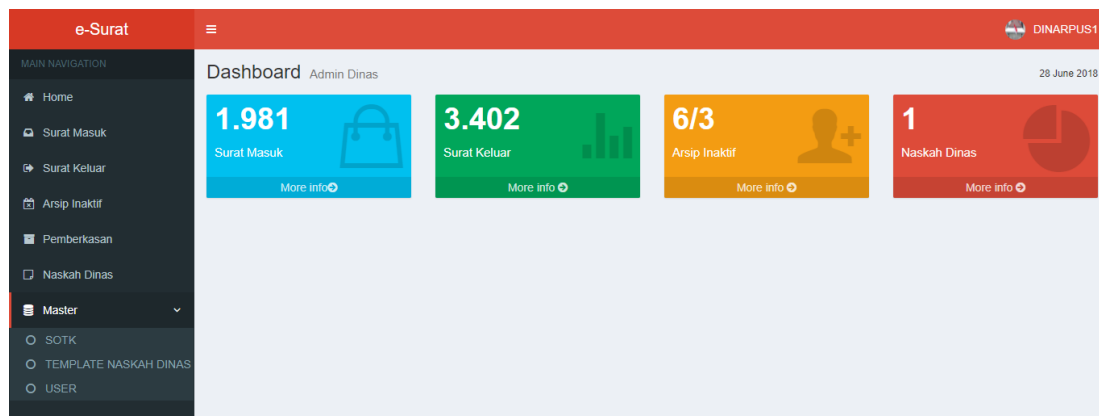 e-Surat
DINARPUS1
MAIN NAVIGATION
Home
Surat Masuk
Surat Keluar
Arsip Inaktif
Pemberkasan
Naskah Dinas
Master
SOTK
TEMPLATE NASKAH DINAS
USER
Dashboard Admin Dinas
28 June 2018
1.981
Surat Masuk
More info
3.402
Surat Keluar
More info
6/3
Arsip Inaktif
More info
1
Naskah Dinas
More info